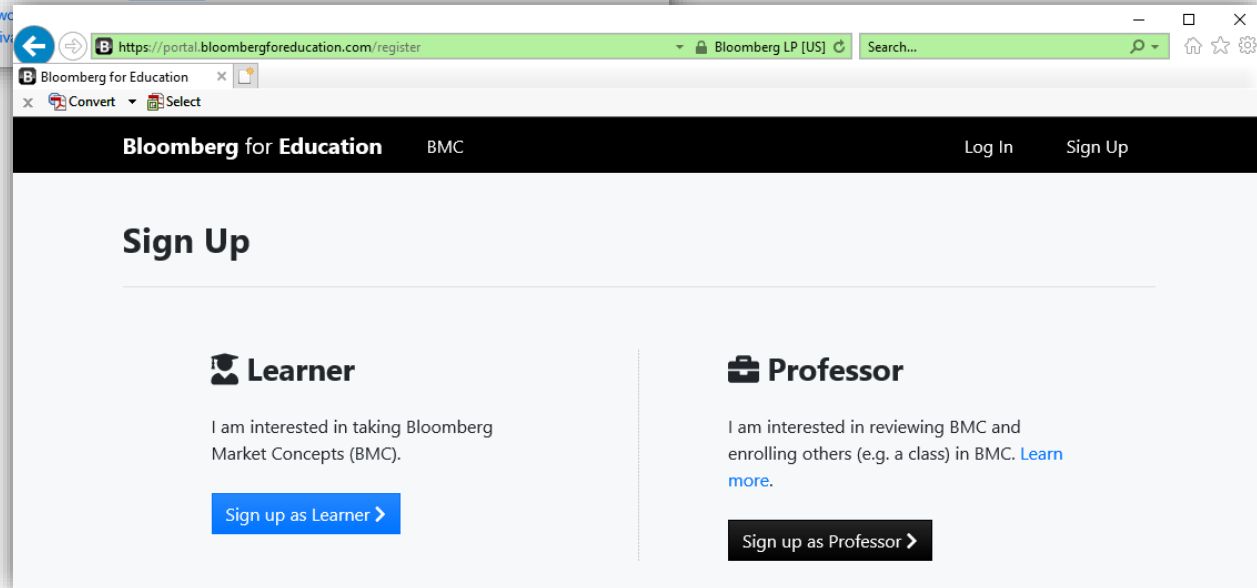 https://portal.bloombergforeducation.com/register
Bloomberg LP [US]
Search...
Bloomberg for Education
Convert
Select
Bloomberg for Education
BMC
Log In
Sign Up
Sign Up
Learner
I am interested in taking Bloomberg
Market Concepts (BMC).
Sign up as Learner
Professor
I am interested in reviewing BMC and
enrolling others (e.g. a class) in BMC. Learn
more.
Sign up as Professor